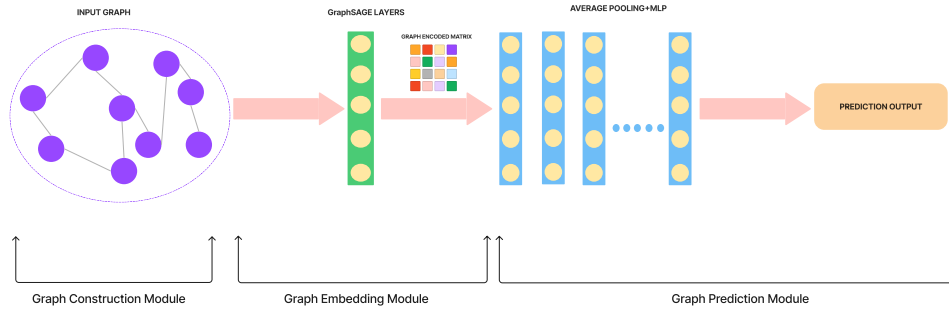 INPUT GRAPH
GraphSAGE LAYERS
AVERAGE POOLING+MLP
GRAPH ENCODED MATRIX
PREDICTION OUTPUT
Graph Construction Module
Graph Embedding Module
Graph Prediction Module